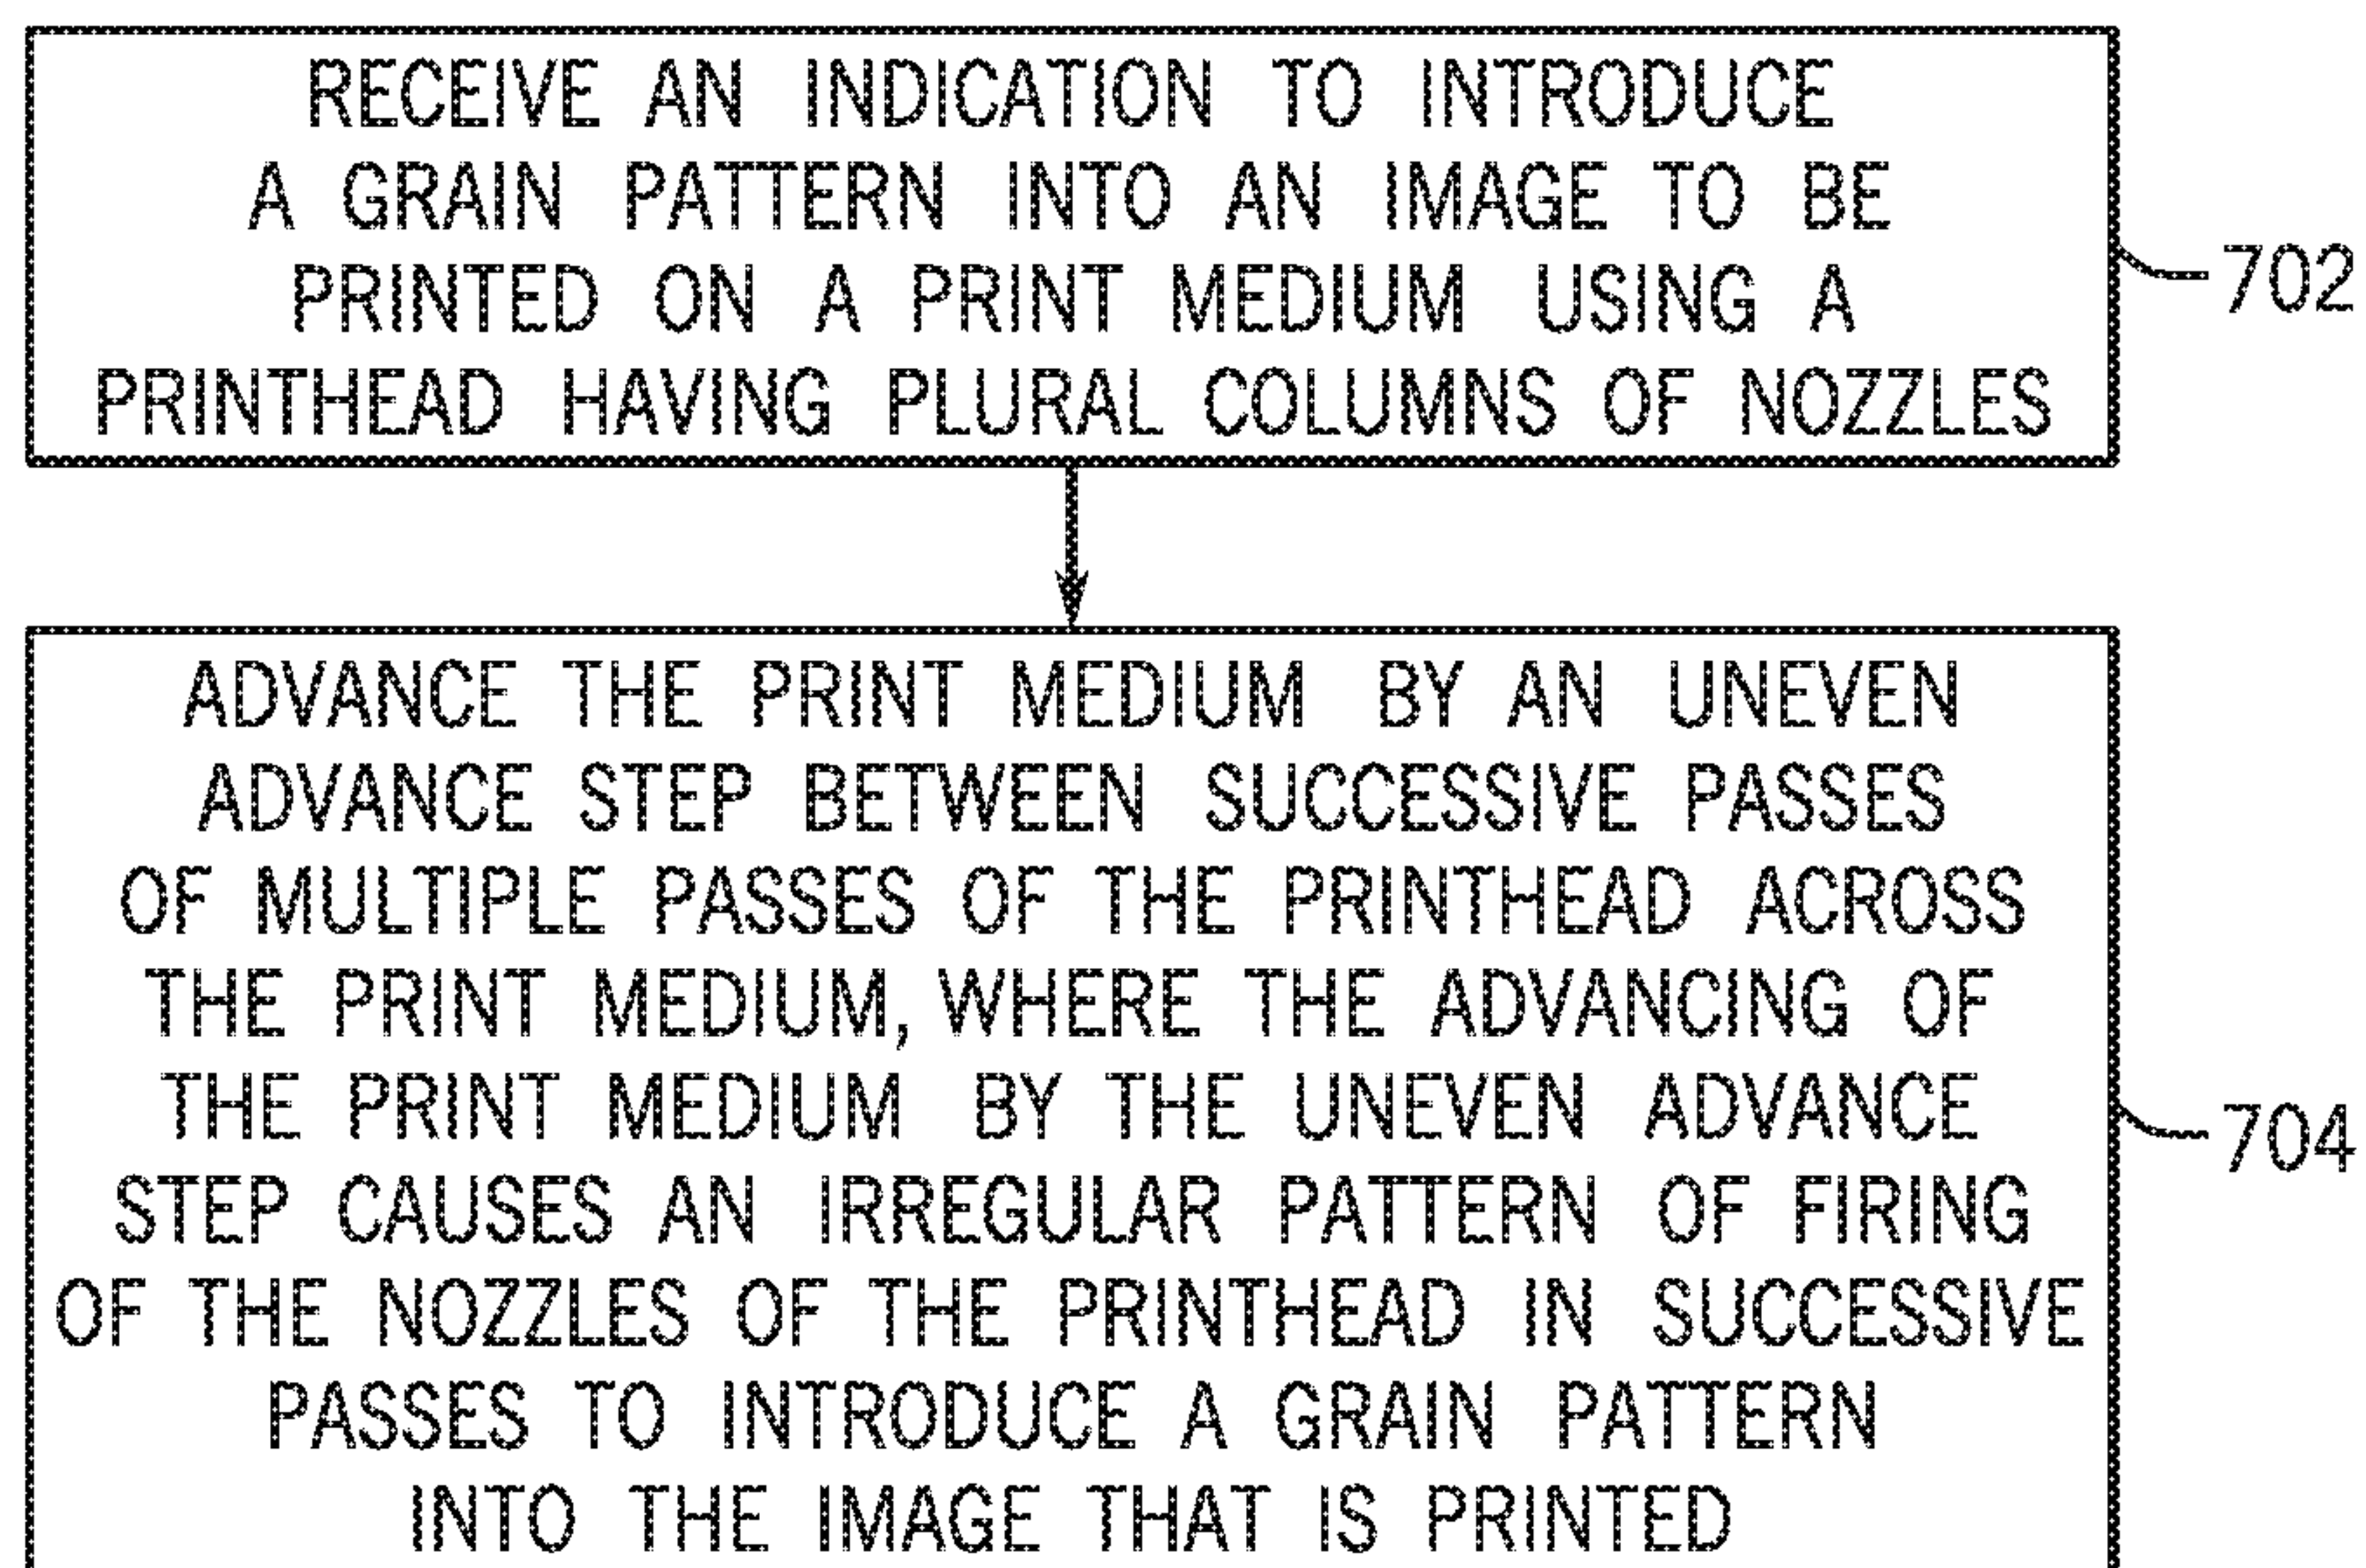 RECEIVE AN INDICATION TO INTRODUCE
A GRAIN PATTERN INTO AN IMAGE TO BE
PRINTED ON A PRINT MEDIUM USING A
PRINTHEAD HAVING PLURAL COLUMNS OF NOZZLES
702
ADVANCE THE PRINT MEDIUM BY AN UNEVEN
ADVANCE STEP BETWEEN SUCCESSIVE PASSES
OF MULTIPLE PASSES OF THE PRINTHEAD ACROSS
THE PRINT MEDIUM, WHERE THE ADVANCING OF
THE PRINT MEDIUM BY THE UNEVEN ADVANCE
STEP CAUSES AN IRREGULAR PATTERN OF FIRING
OF THE NOZZLES OF THE PRINTHEAD IN SUCCESSIVE
PASSES TO INTRODUCE A GRAIN PATTERN
INTO THE IMAGE THAT IS PRINTED
704